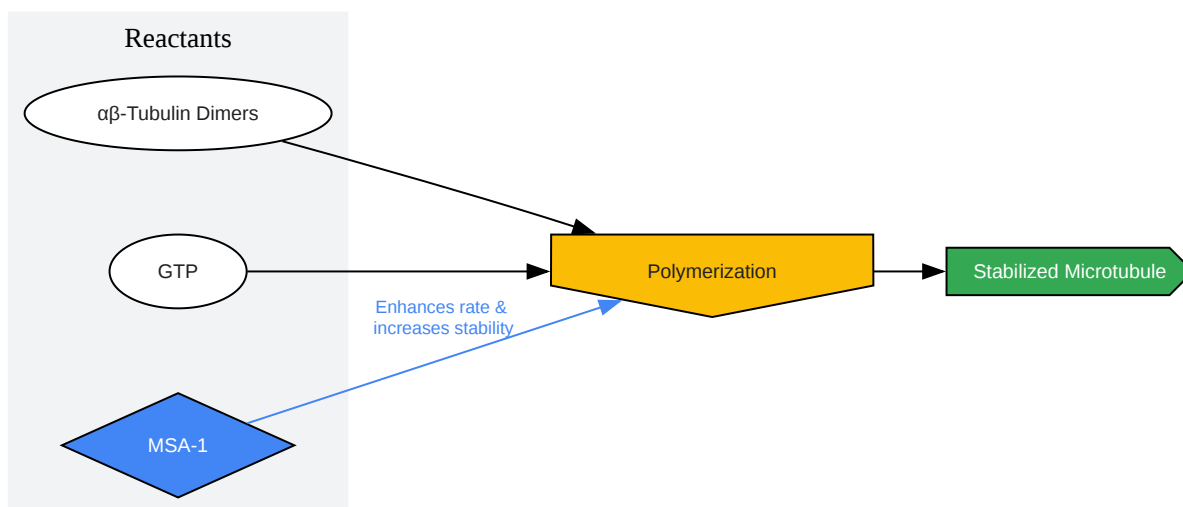 Reactants
αβ-Tubulin Dimers
GTP
Polymerization
Stabilized Microtubule
Enhances rate &
increases stability
MSA-1